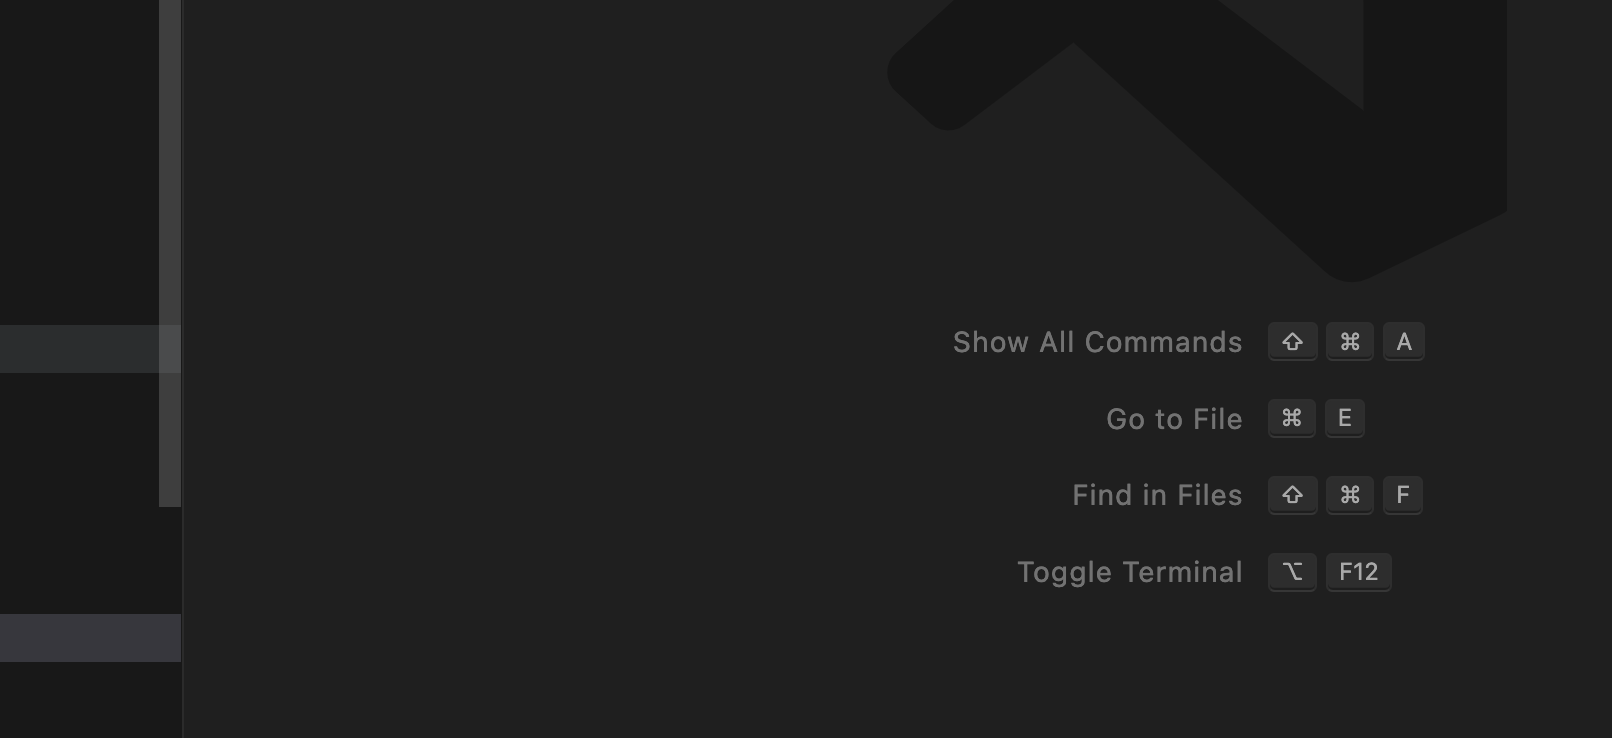 Show All Commands ⇧ ⌘ A
Go to File ⌘ E
Find in Files ⇧ ⌘ F
Toggle Terminal ⌥ F12